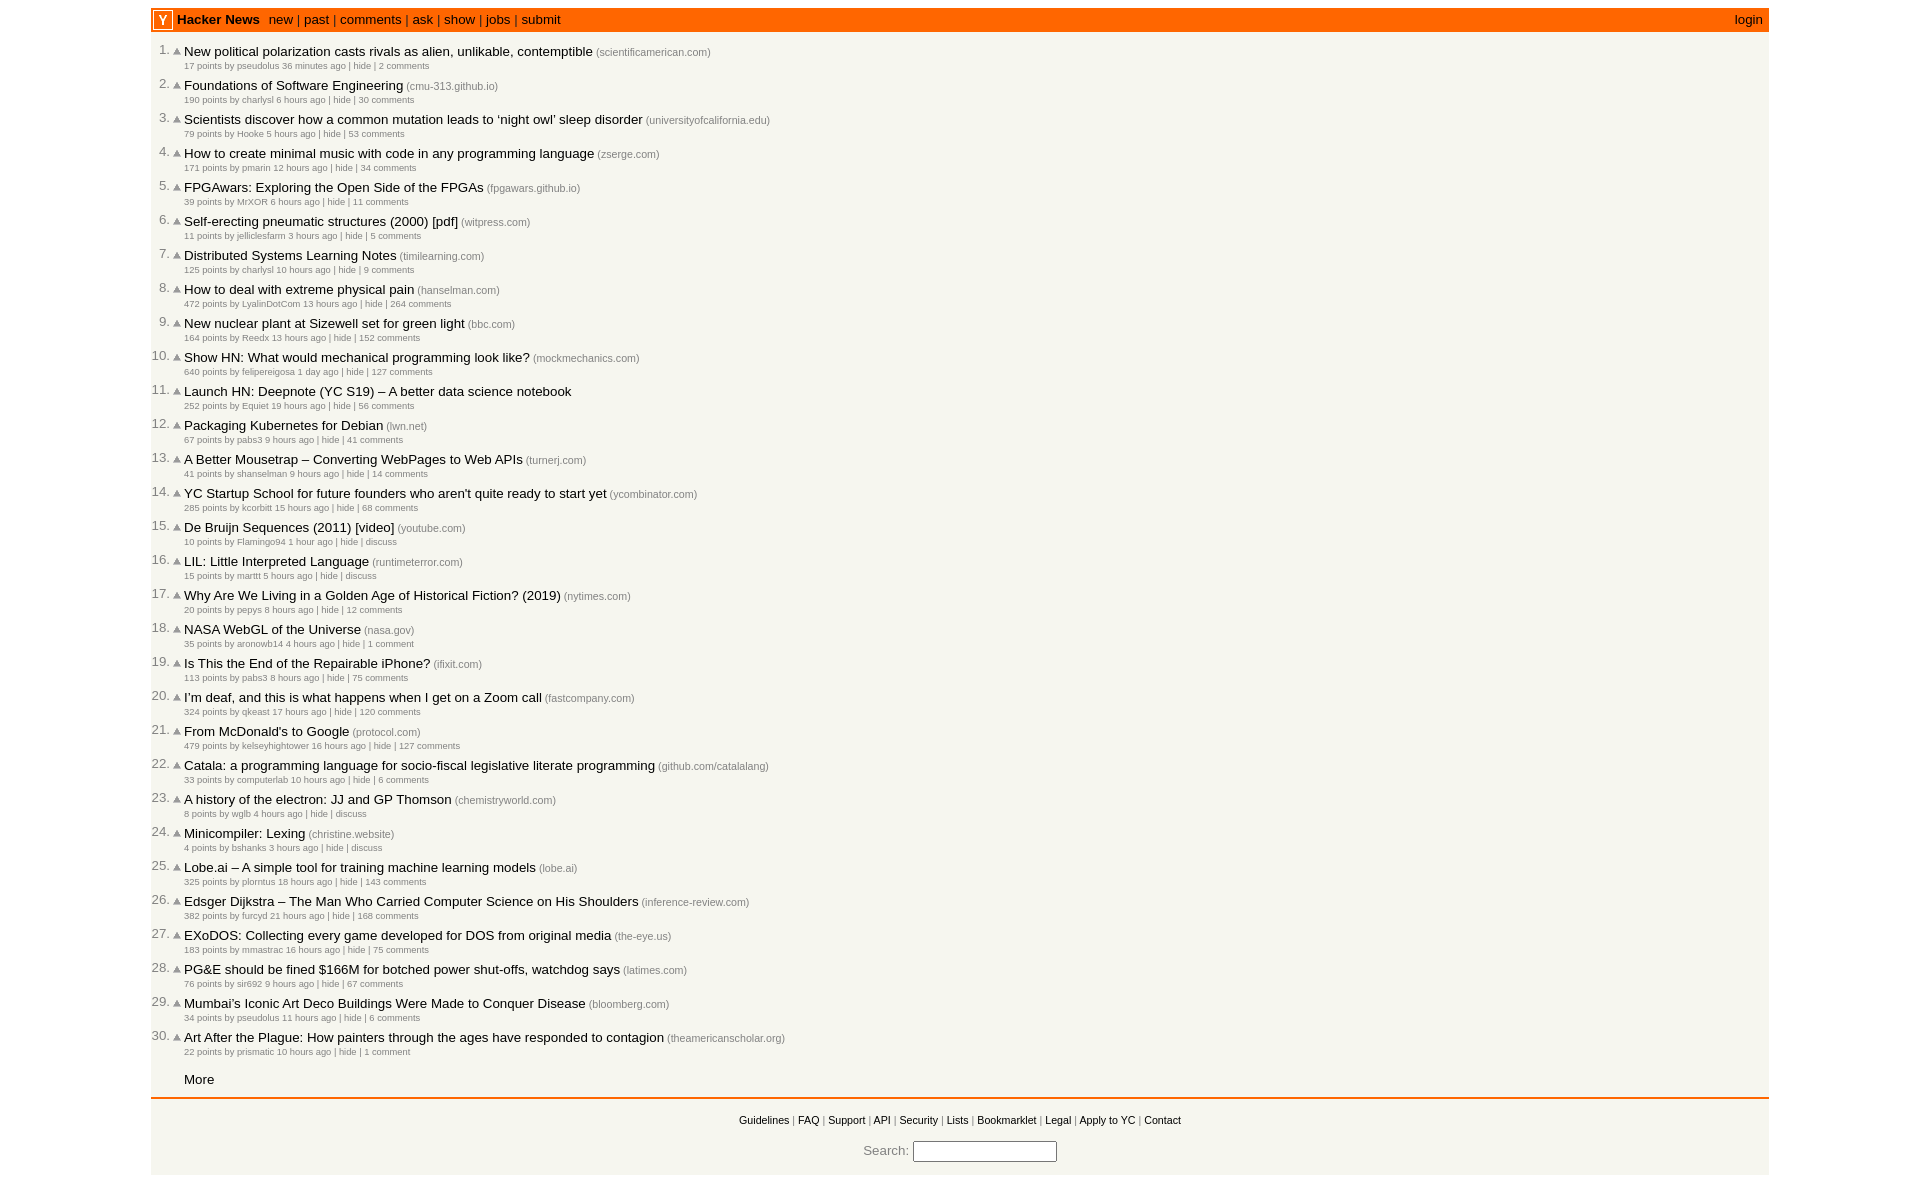 Y Hacker News new | past | comments | ask | show | jobs | submit login
1. New political polarization casts rivals as alien, unlikable, contemptible (scientificamerican.com)
17 points by pseudolus 36 minutes ago | hide | 2 comments
2. Foundations of Software Engineering (cmu-313.github.io)
190 points by charlysl 6 hours ago | hide | 30 comments
3. Scientists discover how a common mutation leads to ‘night owl’ sleep disorder (universityofcalifornia.edu)
79 points by Hooke 5 hours ago | hide | 53 comments
4. How to create minimal music with code in any programming language (zserge.com)
171 points by pmarin 12 hours ago | hide | 34 comments
5. FPGAwars: Exploring the Open Side of the FPGAs (fpgawars.github.io)
39 points by MrXOR 6 hours ago | hide | 11 comments
6. Self-erecting pneumatic structures (2000) [pdf] (witpress.com)
11 points by jelliclesfarm 3 hours ago | hide | 5 comments
7. Distributed Systems Learning Notes (timilearning.com)
125 points by charlysl 10 hours ago | hide | 9 comments
8. How to deal with extreme physical pain (hanselman.com)
472 points by LyalinDotCom 13 hours ago | hide | 264 comments
9. New nuclear plant at Sizewell set for green light (bbc.com)
164 points by Reedx 13 hours ago | hide | 152 comments
10. Show HN: What would mechanical programming look like? (mockmechanics.com)
640 points by felipereigosa 1 day ago | hide | 127 comments
11. Launch HN: Deepnote (YC S19) – A better data science notebook
252 points by Equiet 19 hours ago | hide | 56 comments
12. Packaging Kubernetes for Debian (lwn.net)
67 points by pabs3 9 hours ago | hide | 41 comments
13. A Better Mousetrap – Converting WebPages to Web APIs (turnerj.com)
41 points by shanselman 9 hours ago | hide | 14 comments
14. YC Startup School for future founders who aren't quite ready to start yet (ycombinator.com)
285 points by kcorbitt 15 hours ago | hide | 68 comments
15. De Bruijn Sequences (2011) [video] (youtube.com)
10 points by Flamingo94 1 hour ago | hide | discuss
16. LIL: Little Interpreted Language (runtimeterror.com)
15 points by marttt 5 hours ago | hide | discuss
17. Why Are We Living in a Golden Age of Historical Fiction? (2019) (nytimes.com)
20 points by pepys 8 hours ago | hide | 12 comments
18. NASA WebGL of the Universe (nasa.gov)
35 points by aronowb14 4 hours ago | hide | 1 comment
19. Is This the End of the Repairable iPhone? (ifixit.com)
113 points by pabs3 8 hours ago | hide | 75 comments
20. I’m deaf, and this is what happens when I get on a Zoom call (fastcompany.com)
324 points by qkeast 17 hours ago | hide | 120 comments
21. From McDonald's to Google (protocol.com)
479 points by kelseyhightower 16 hours ago | hide | 127 comments
22. Catala: a programming language for socio-fiscal legislative literate programming (github.com/catalalang)
33 points by computerlab 10 hours ago | hide | 6 comments
23. A history of the electron: JJ and GP Thomson (chemistryworld.com)
8 points by wglb 4 hours ago | hide | discuss
24. Minicompiler: Lexing (christine.website)
4 points by bshanks 3 hours ago | hide | discuss
25. Lobe.ai – A simple tool for training machine learning models (lobe.ai)
325 points by plorntus 18 hours ago | hide | 143 comments
26. Edsger Dijkstra – The Man Who Carried Computer Science on His Shoulders (inference-review.com)
382 points by furcyd 21 hours ago | hide | 168 comments
27. EXoDOS: Collecting every game developed for DOS from original media (the-eye.us)
183 points by mmastrac 16 hours ago | hide | 75 comments
28. PG&E should be fined $166M for botched power shut-offs, watchdog says (latimes.com)
76 points by sir692 9 hours ago | hide | 67 comments
29. Mumbai’s Iconic Art Deco Buildings Were Made to Conquer Disease (bloomberg.com)
34 points by pseudolus 11 hours ago | hide | 6 comments
30. Art After the Plague: How painters through the ages have responded to contagion (theamericanscholar.org)
22 points by prismatic 10 hours ago | hide | 1 comment
More
Guidelines | FAQ | Support | API | Security | Lists | Bookmarklet | Legal | Apply to YC | Contact
Search: